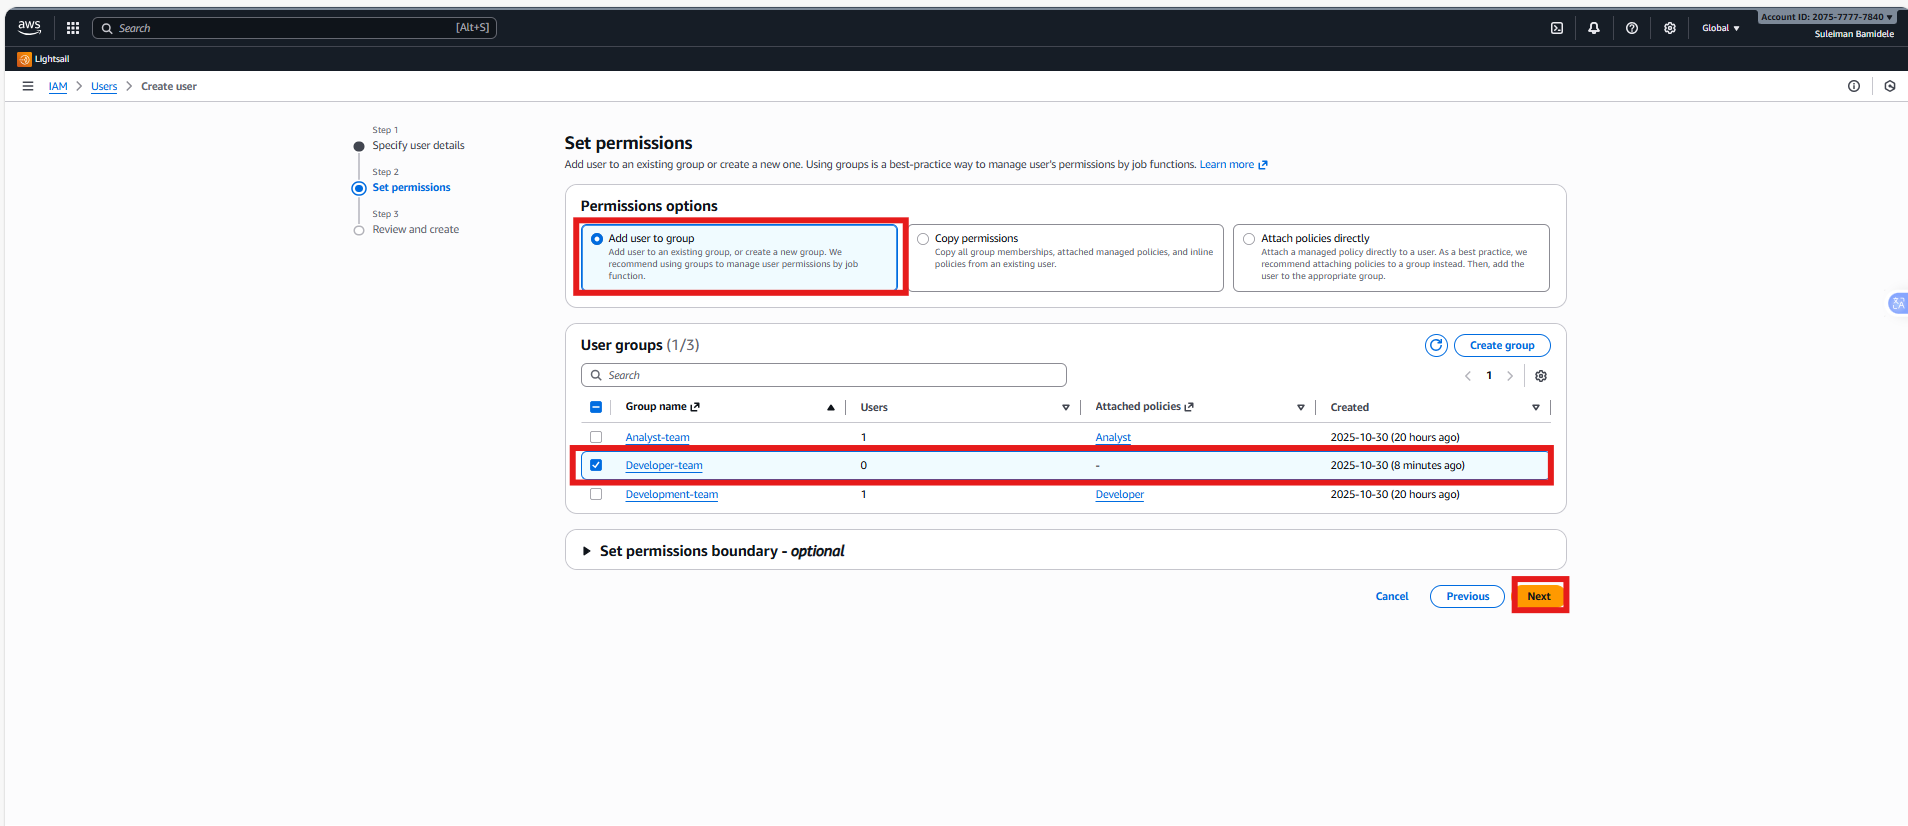 aws
Search
[Alt+S]
Global
Account ID: 2075-7777-7840
Suleiman Bamidele
Lightsail
IAM
Users
Create user
Step 1
Specify user details
Step 2
Set permissions
Step 3
Review and create
Set permissions
Add user to an existing group or create a new one. Using groups is a best-practice way to manage user's permissions by job functions. Learn more
Permissions options
Add user to group
Add user to an existing group, or create a new group. We
recommend using groups to manage user permissions by job
function.
Copy permissions
Copy all group memberships, attached managed policies, and inline
policies from an existing user.
Attach policies directly
Attach a managed policy directly to a user. As a best practice, we
recommend attaching policies to a group instead. Then, add the
user to the appropriate group.
User groups (1/3)
Create group
Search
1
Group name Users Attached policies Created
Analyst-team 1 Analyst 2025-10-30 (20 hours ago)
Developer-team 0 - 2025-10-30 (8 minutes ago)
Development-team 1 Developer 2025-10-30 (20 hours ago)
Set permissions boundary - optional
Cancel
Previous
Next